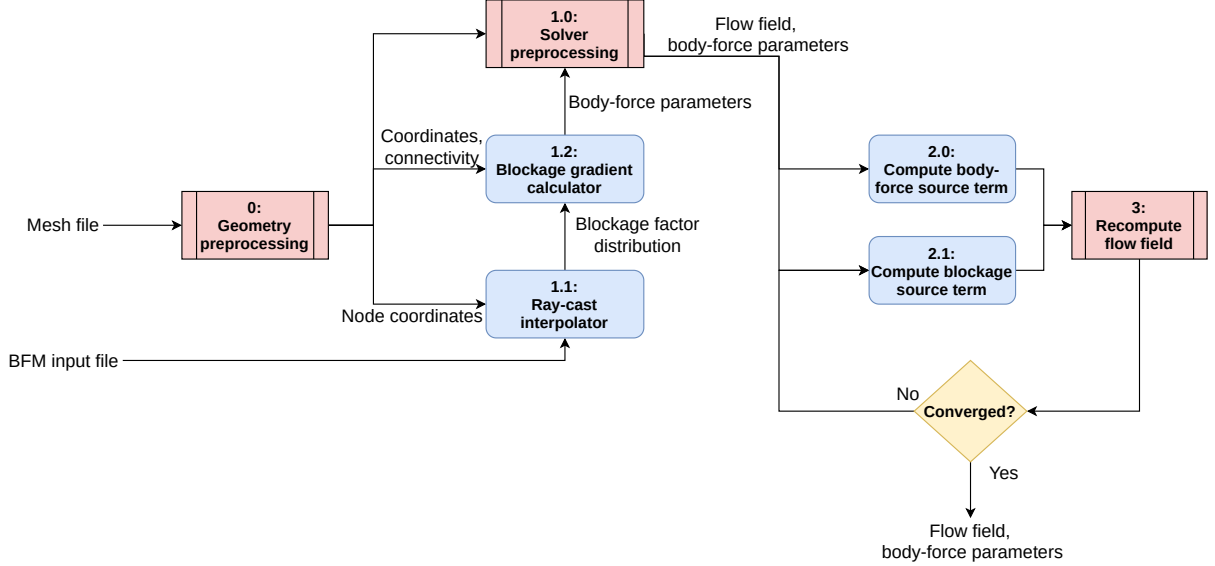 1.0:
Solver
preprocessing
Flow field,
body-force parameters
Body-force parameters
Coordinates,
connectivity
1.2:
Blockage gradient
calculator
2.0:
Compute body-
force source term
Mesh file
0:
Geometry
preprocessing
Blockage factor
distribution
3:
Recompute
flow field
2.1:
Compute blockage
source term
Node coordinates
1.1:
Ray-cast
interpolator
BFM input file
No
Converged?
Yes
Flow field,
body-force parameters